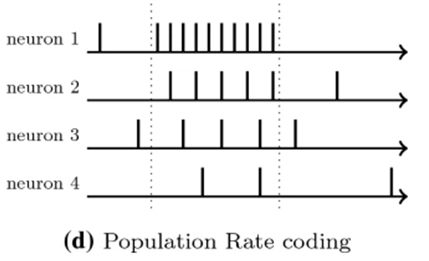 neuron 1
neuron 2
neuron 3
neuron 4
(d) Population Rate coding